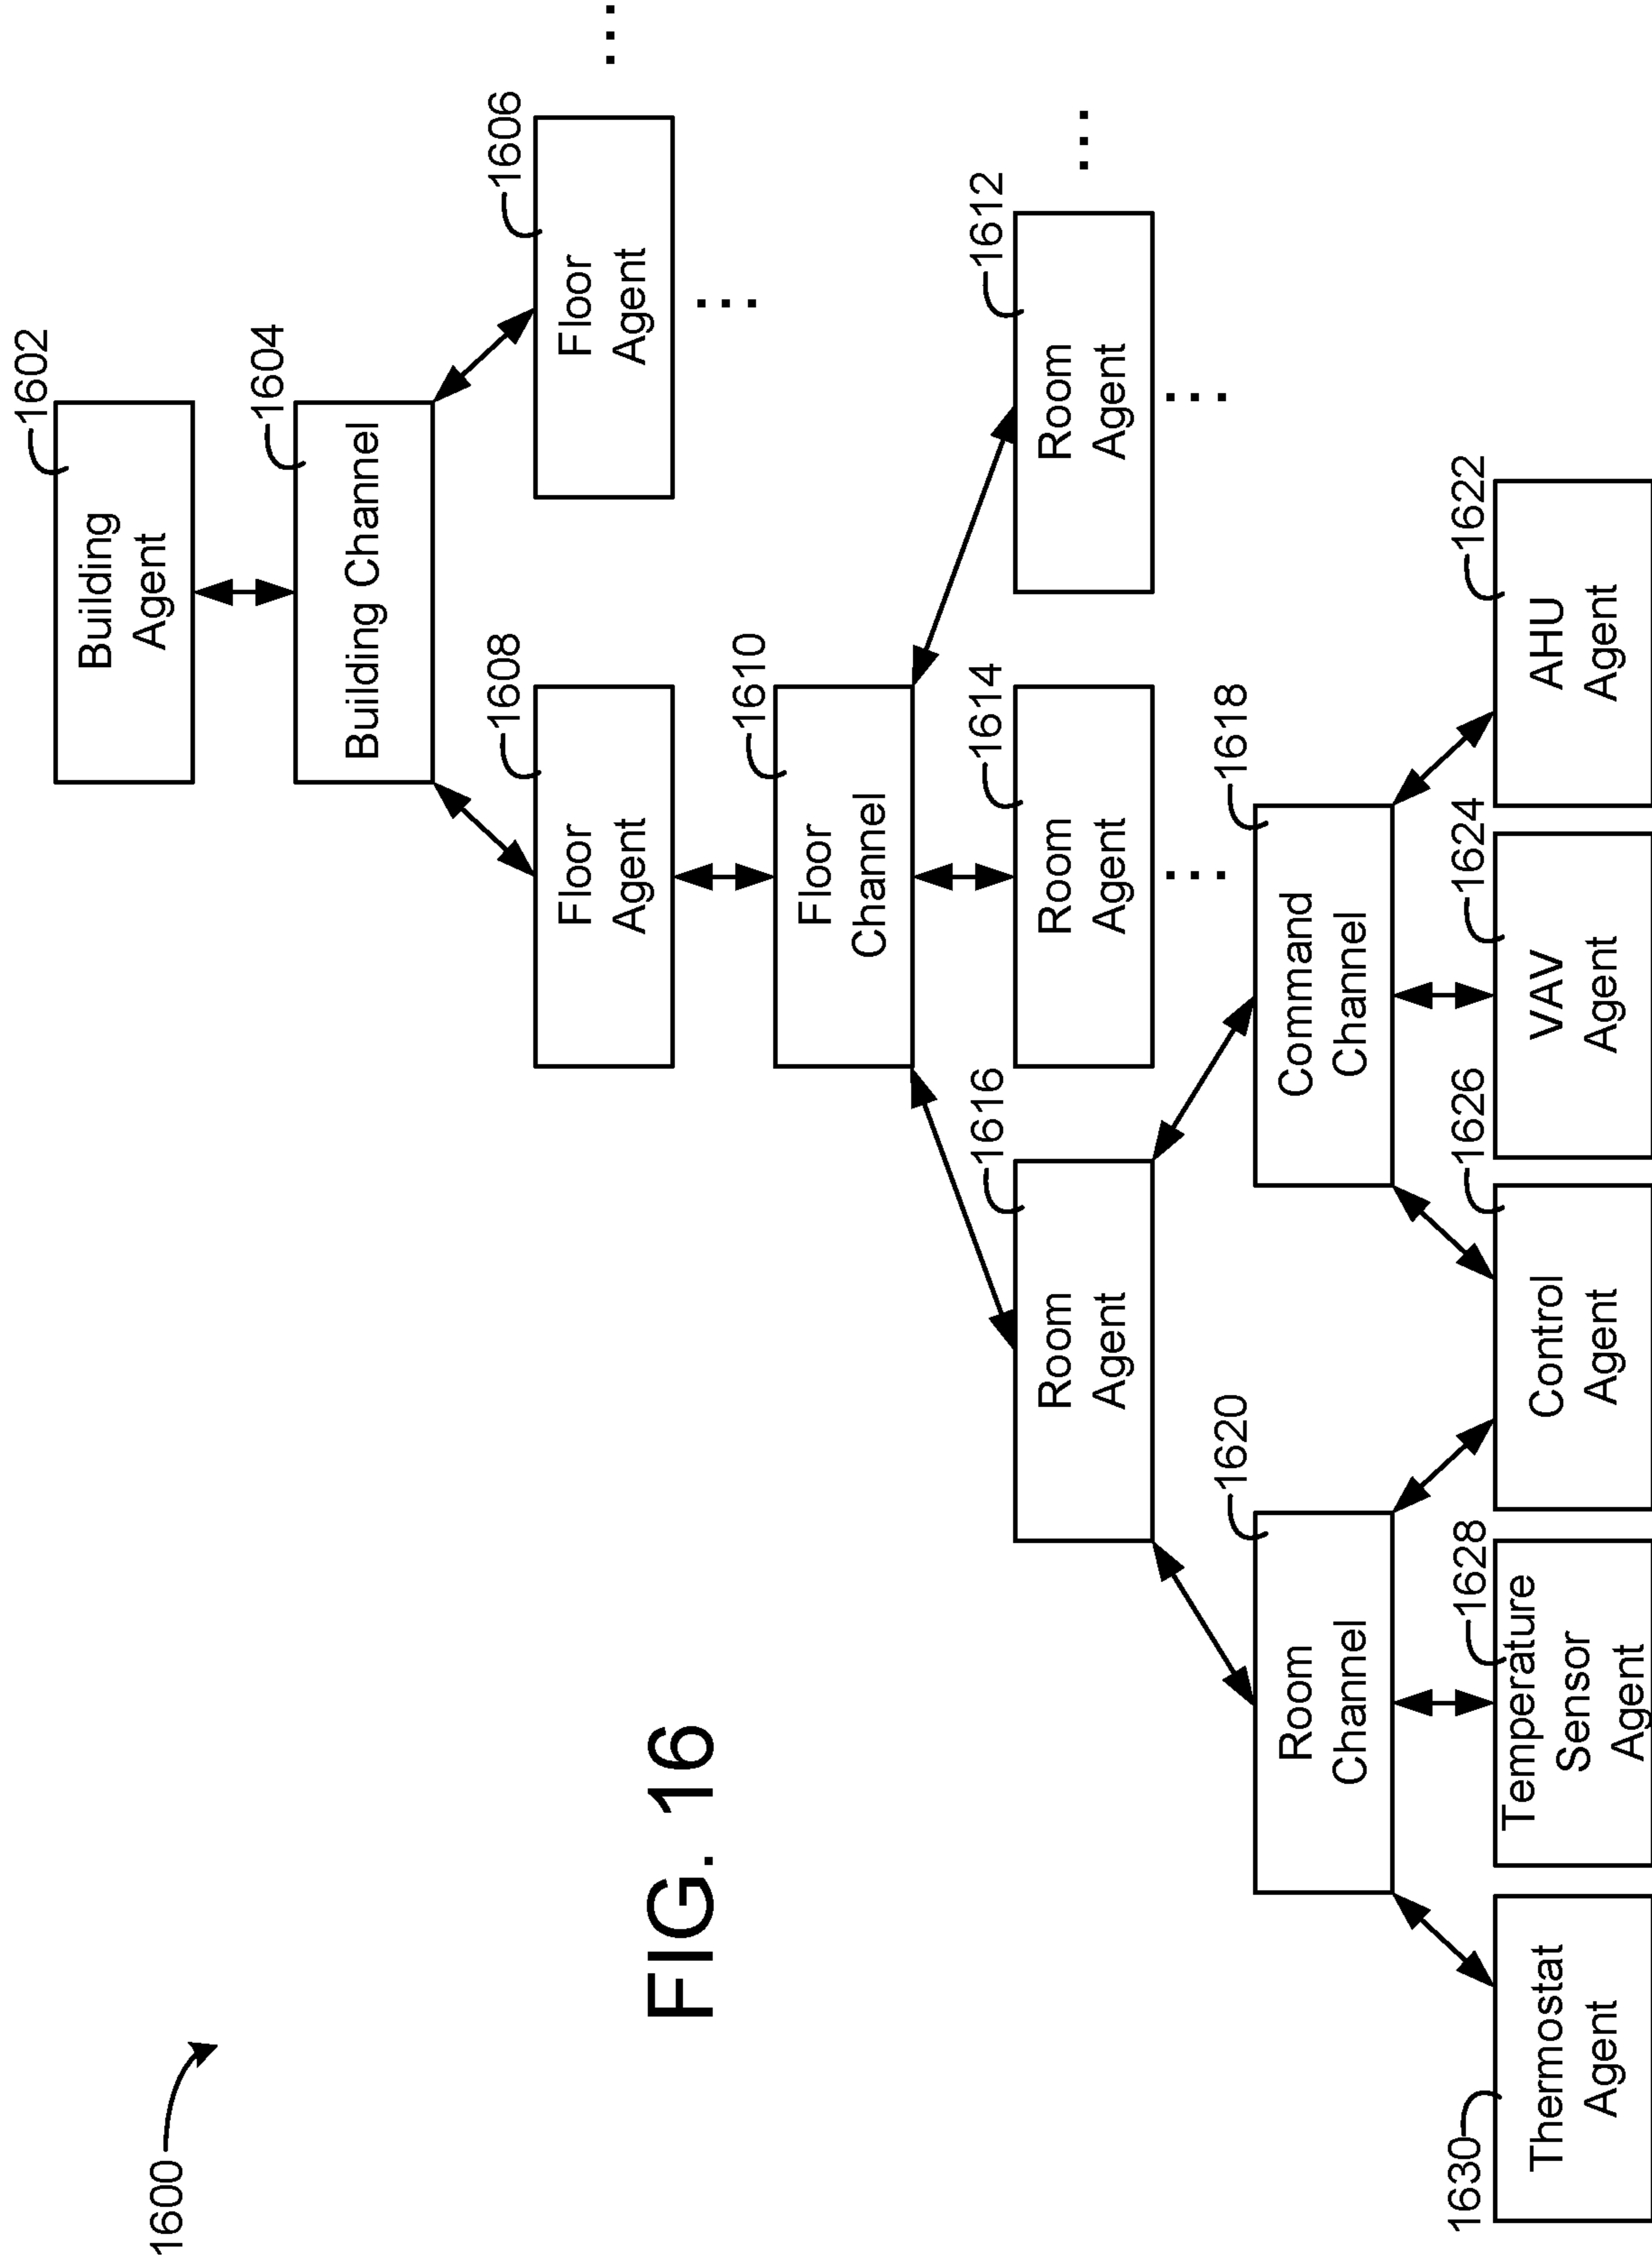 1600
1602
Building
Agent
1604
Building Channel
1608
Floor
Agent
1606
Floor
Agent
...
...
1610
Floor
Channel
1616
Room
Agent
1614
Room
Agent
...
1612
Room
Agent
...
...
1620
Room
Channel
1618
Command
Channel
1630
Thermostat
Agent
1628
Temperature
Sensor
Agent
1626
Control
Agent
1624
VAV
Agent
1622
AHU
Agent
FIG. 16